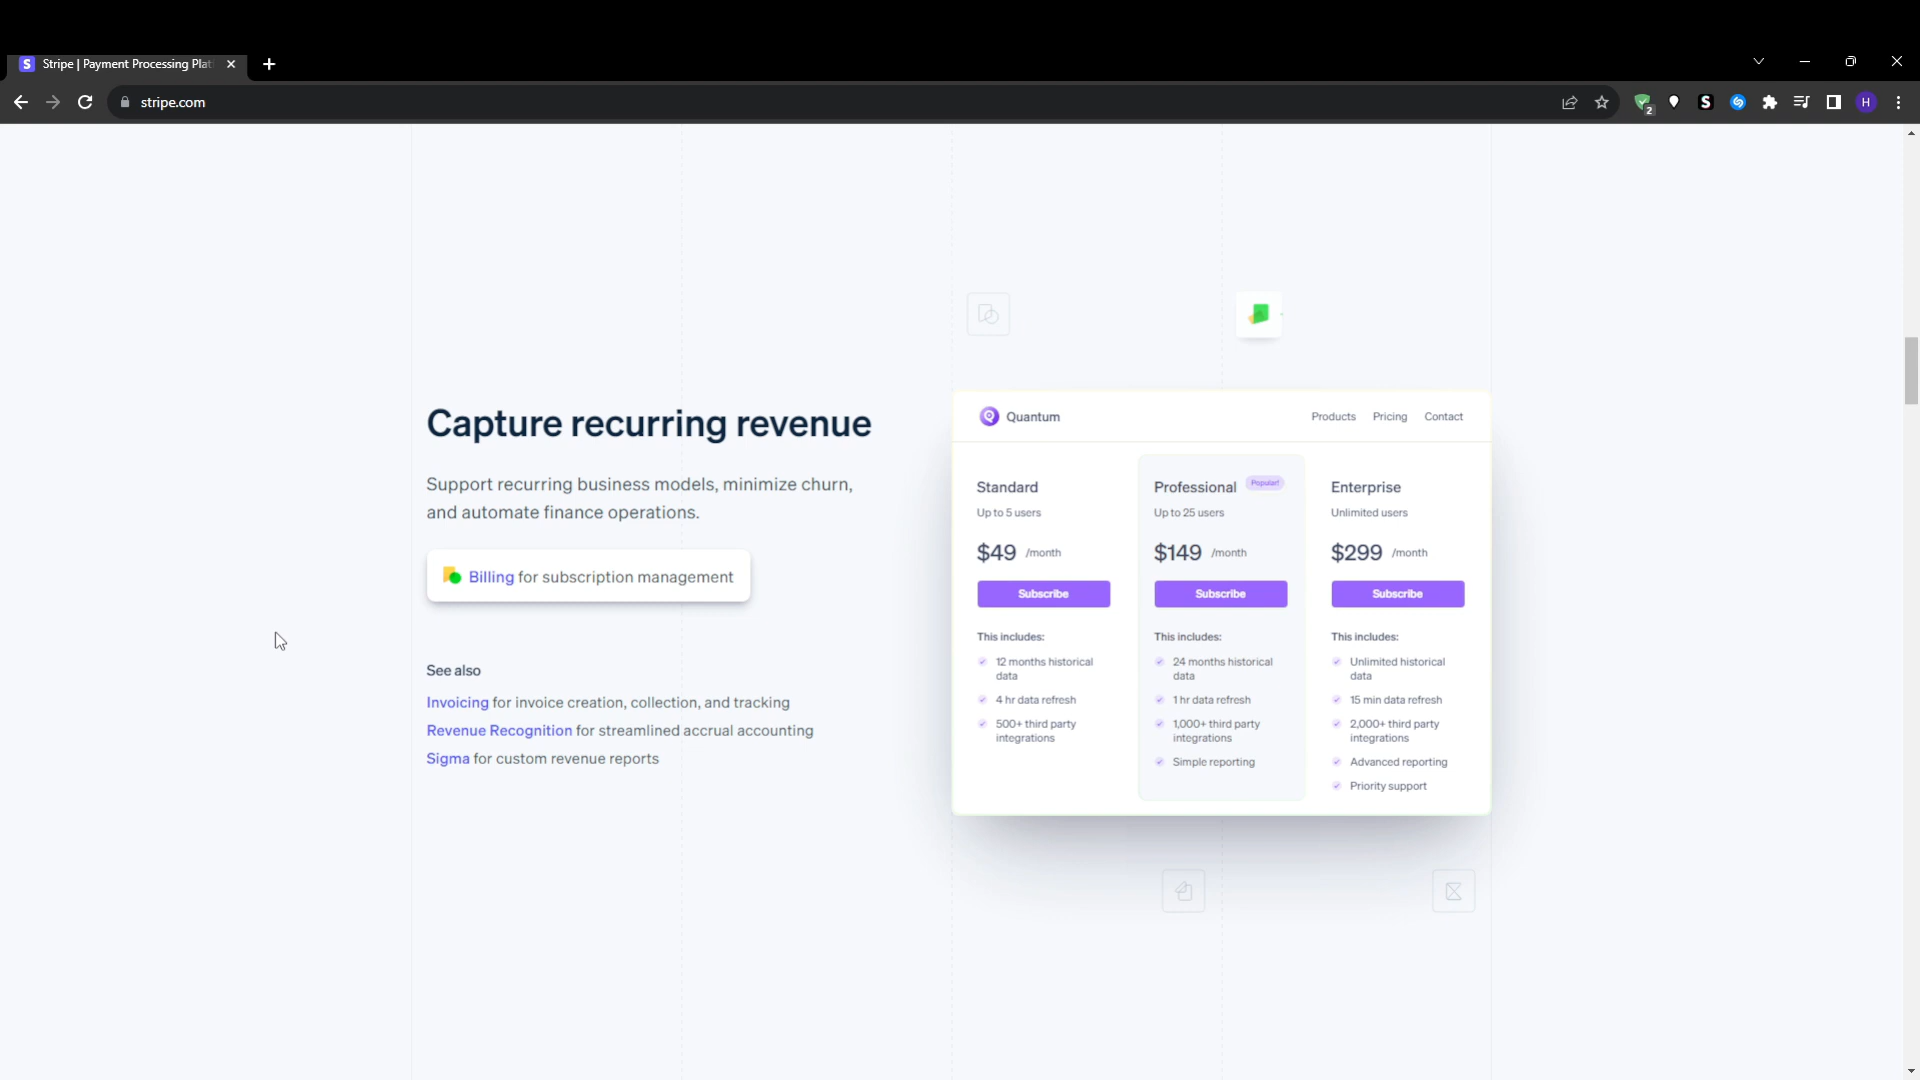 Stripe | Payment Processing Plat
stripe.com
2
S
H
Capture recurring revenue
Support recurring business models, minimize churn,
and automate finance operations.
Billing for subscription management
See also
Invoicing for invoice creation, collection, and tracking
Revenue Recognition for streamlined accrual accounting
Sigma for custom revenue reports
Quantum
Products Pricing Contact
Standard
Up to 5 users
$49 /month
Subscribe
This includes:
12 months historical
data
4 hr data refresh
500+ third party
integrations
Professional Popular!
Up to 25 users
$149 /month
Subscribe
This includes:
24 months historical
data
1 hr data refresh
1,000+ third party
integrations
Simple reporting
Enterprise
Unlimited users
$299 /month
Subscribe
This includes:
Unlimited historical
data
15 min data refresh
2,000+ third party
integrations
Advanced reporting
Priority support